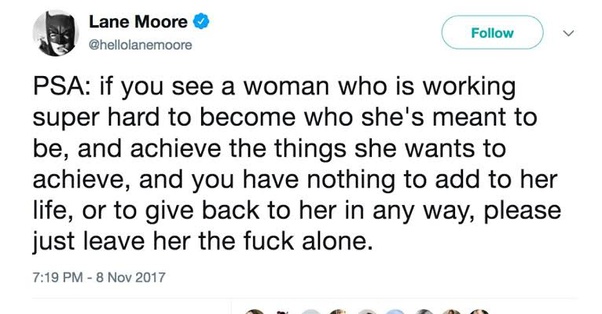 Lane Moore
@hellolanemoore
Follow
PSA: if you see a woman who is working
super hard to become who she's meant to
be, and achieve the things she wants to
achieve, and you have nothing to add to her
life, or to give back to her in any way, please
just leave her the fuck alone.
7:19 PM - 8 Nov 2017